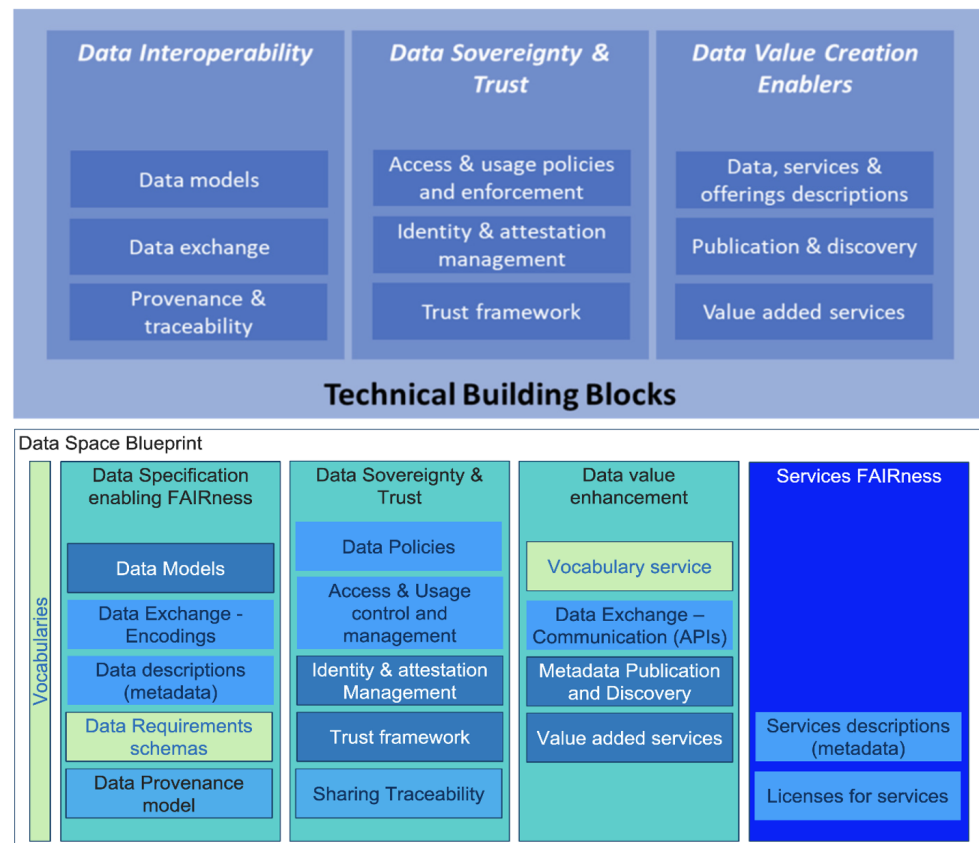 Data Interoperability
Data models
Data exchange
Provenance &
traceability
Data Sovereignty &
Trust
Access & usage policies
and enforcement
Identity & attestation
management
Trust framework
Data Value Creation
Enablers
Data, services &
offerings descriptions
Publication & discovery
Value added services
Technical Building Blocks
Data Space Blueprint
Vocabularies
Data Specification
enabling FAIRness
Data Models
Data Exchange -
Encodings
Data descriptions
(metadata)
Data Requirements
schemas
Data Provenance
model
Data Sovereignty &
Trust
Data Policies
Access & Usage
control and
management
Identity & attestation
Management
Trust framework
Sharing Traceability
Data value
enhancement
Vocabulary service
Data Exchange –
Communication (APIs)
Metadata Publication
and Discovery
Value added services
Services FAIRness
Services descriptions
(metadata)
Licenses for services